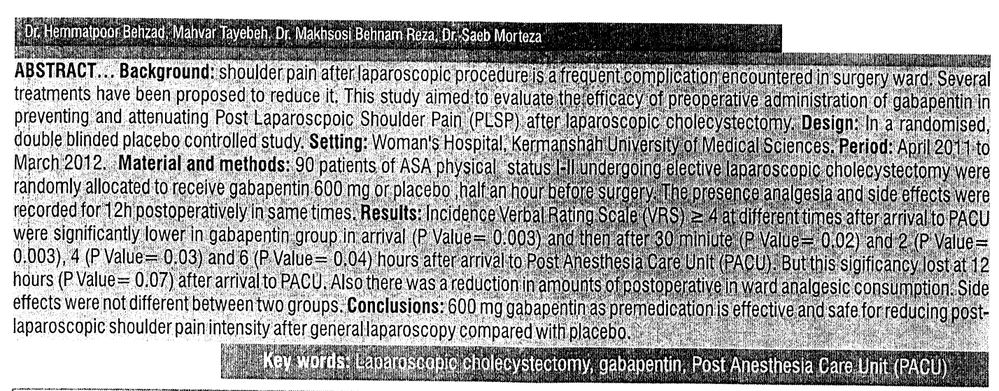 Dr. Hemmatpoor Behzad, Mahvar Tayebeh, Dr. Makhsosi Behnam Reza, Dr. Saeb Morteza
ABSTRACT... Background: shoulder pain after laparoscopic procedure is a frequent complication encountered in surgery ward. Several
treatments have been proposed to reduce it. This study aimed to evaluate the efficacy of preoperative administration of gabapentin in
preventing and attenuating Post Laparoscpoic Shoulder Pain (PLSP) after laparoscopic cholecystectomy. Design: In a randomised,
double blinded placebo controlled study. Setting: Woman's Hospital, Kermanshah University of Medical Sciences. Period: April 2011 to
March 2012. Material and methods: 90 patients of ASA physical status I-II undergoing elective laparoscopic cholecystectomy were
randomly allocated to receive gabapentin 600 mg or placebo ,half an hour before surgery. The presence analgesia and side effects were
recorded for 12h postoperatively in same times. Results: Incidence Verbal Rating Scale (VRS) ≥ 4 at different times after arrival to PACU
were significantly lower in gabapentin group in arrival (P Value= 0.003) and then after 30 miniute (P Value= 0.02) and 2 (P Value=
0.003), 4 (P Value= 0.03) and 6 (P Value= 0.04) hours after arrival to Post Anesthesia Care Unit (PACU). But this sigificancy lost at 12
hours (P Value= 0.07) after arrival to PACU. Also there was a reduction in amounts of postoperative in ward analgesic consumption. Side
effects were not different between two groups. Conclusions: 600 mg gabapentin as premedication is effective and safe for reducing post-
laparoscopic shoulder pain intensity after general laparoscopy compared with placebo.
Key words: Laparoscopic cholecystectomy, gabapentin, Post Anesthesia Care Unit (PACU)